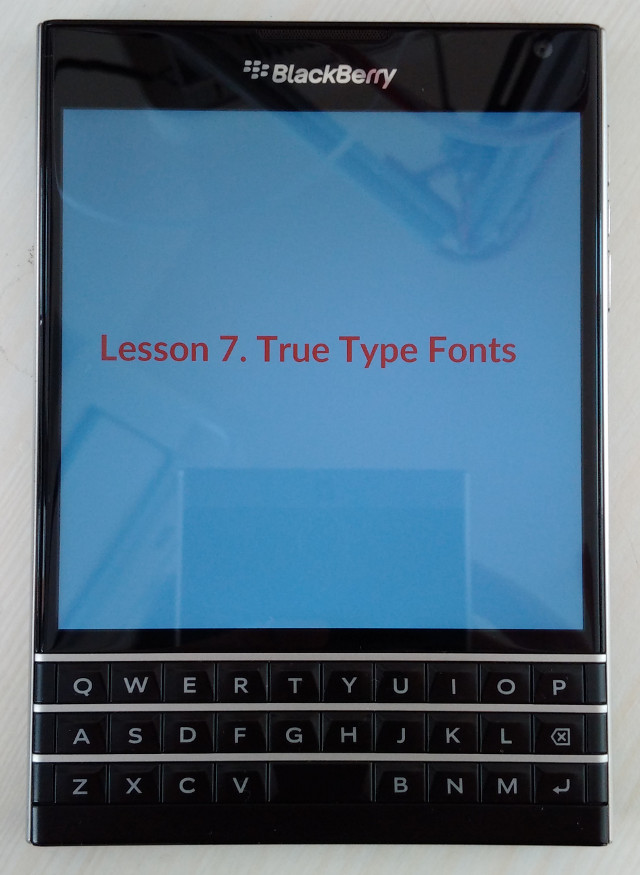 BlackBerry
Lesson 7. True Type Fonts
Q W E R T Y U I O P
A S D F G H J K L
Z X C V B N M